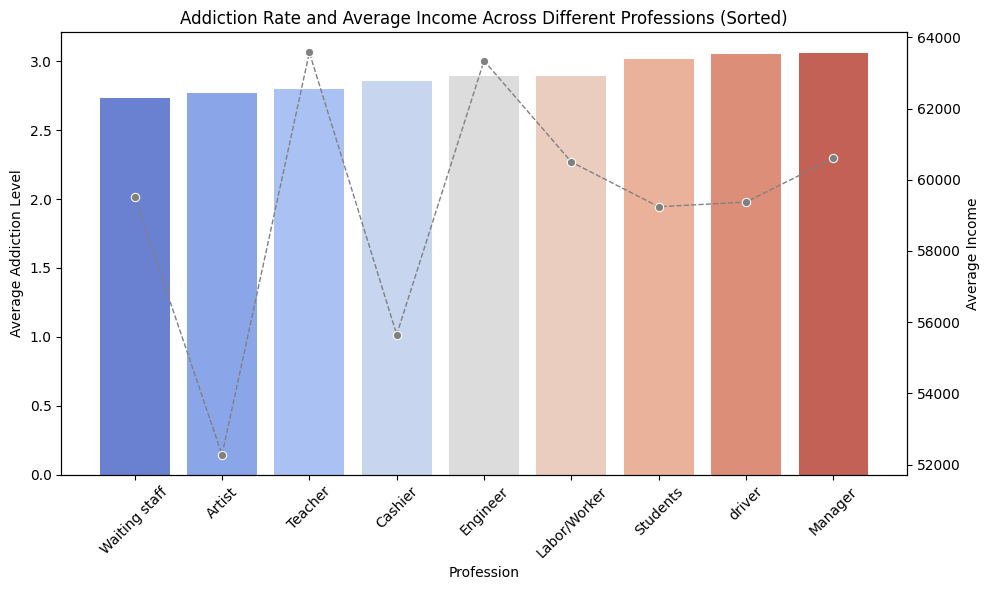 Addiction Rate and Average Income Across Different Professions (Sorted)
Average Addiction Level
3.0
2.5
2.0
1.5
1.0
0.5
0.0
64000
62000
60000
58000
56000
54000
52000
Average Income
Waiting staff
Artist
Teacher
Cashier
Engineer
Labor/Worker
Students
driver
Manager
Profession